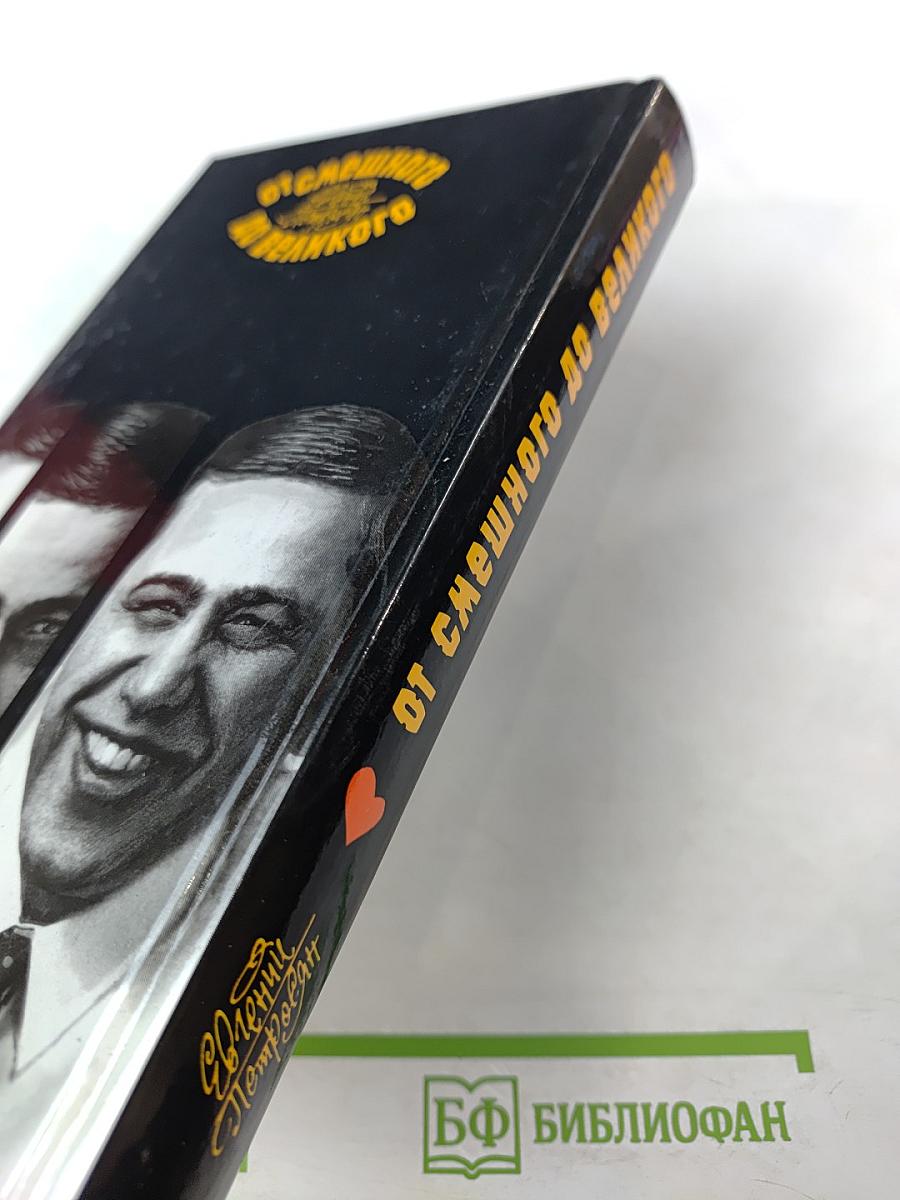 от смешного
до великого
от смешного до великого
Евгений
Петросян
БФ БИБЛИОФАН